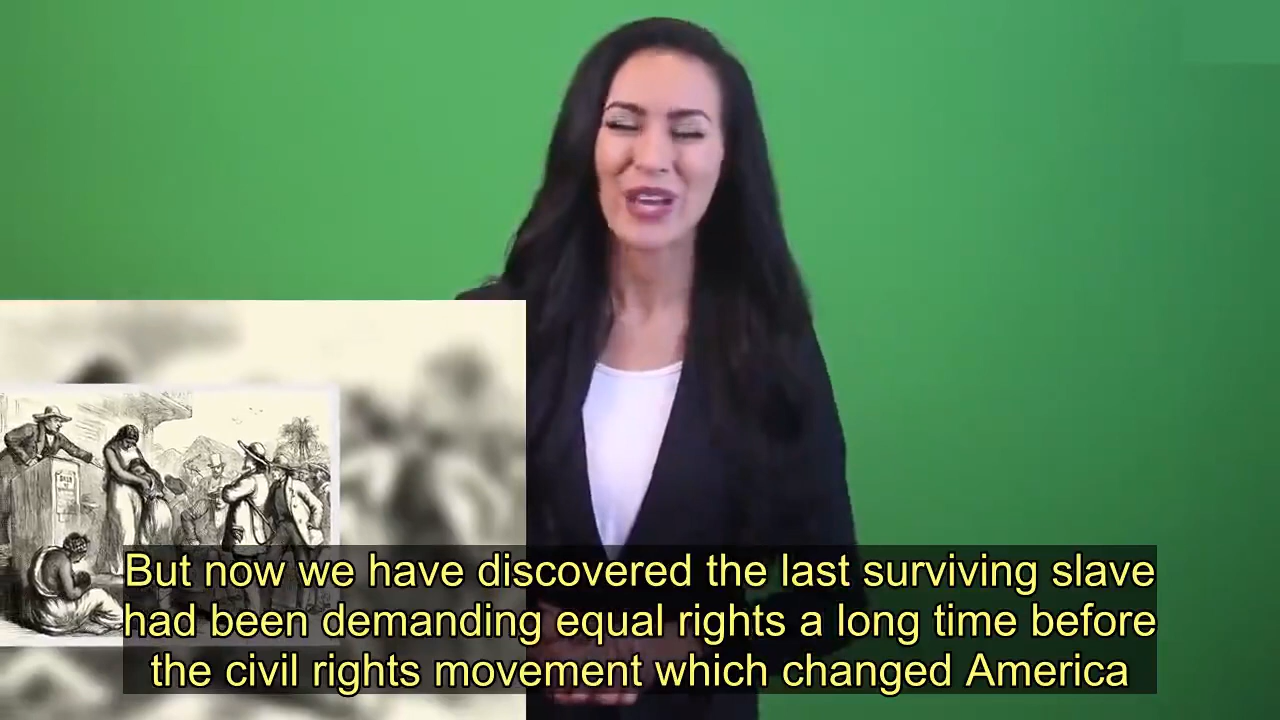 But now we have discovered the last surviving slave
had been demanding equal rights a long time before
the civil rights movement which changed America